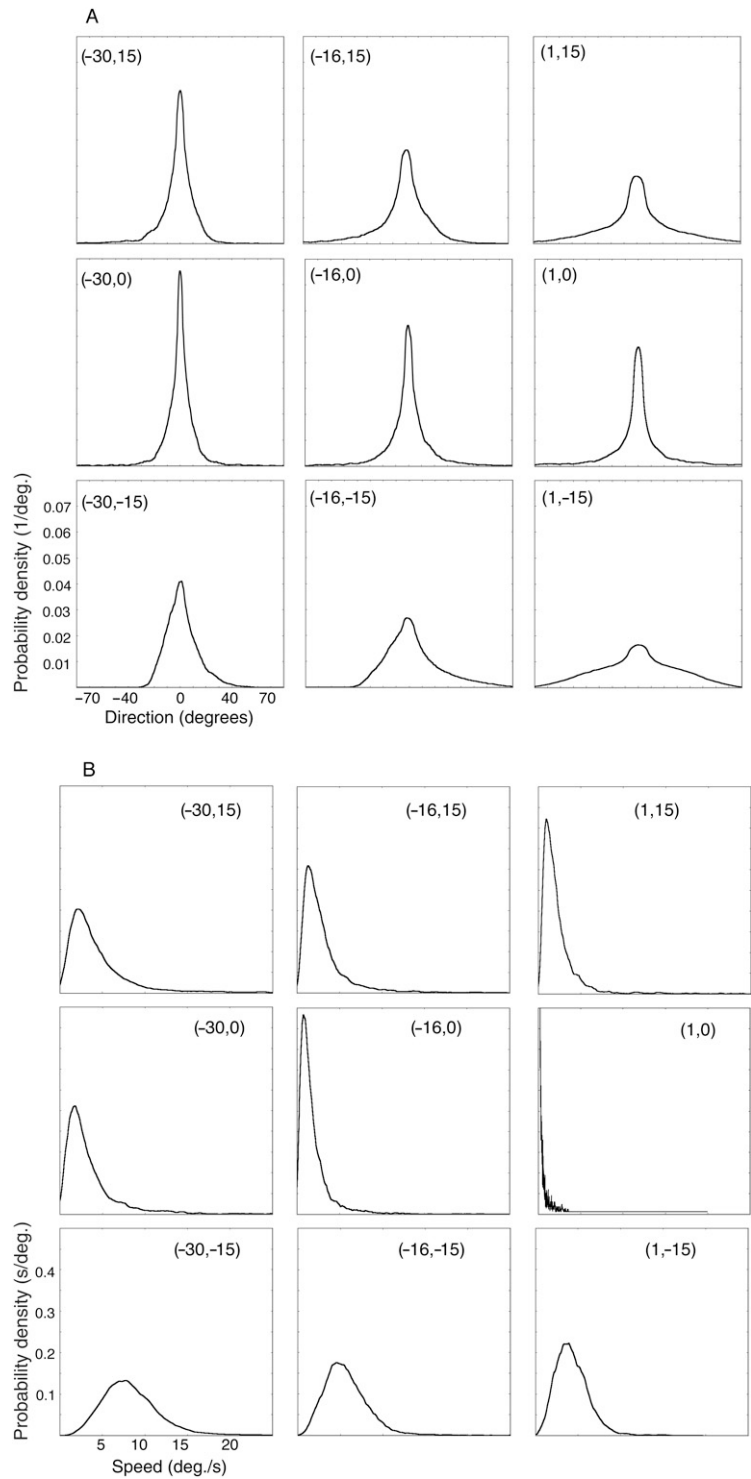 A
(−30,15) (−16,15) (1,15)
(−30,0) (−16,0) (1,0)
(−30,−15) (−16,−15) (1,−15)
Probability density (1/deg.)
0.07
0.06
0.05
0.04
0.03
0.02
0.01
−70 −40 0 40 70
Direction (degrees)
B
(−30,15) (−16,15) (1,15)
(−30,0) (−16,0) (1,0)
(−30,−15) (−16,−15) (1,−15)
Probability density (s/deg.)
0.4
0.3
0.2
0.1
5 10 15 20
Speed (deg./s)